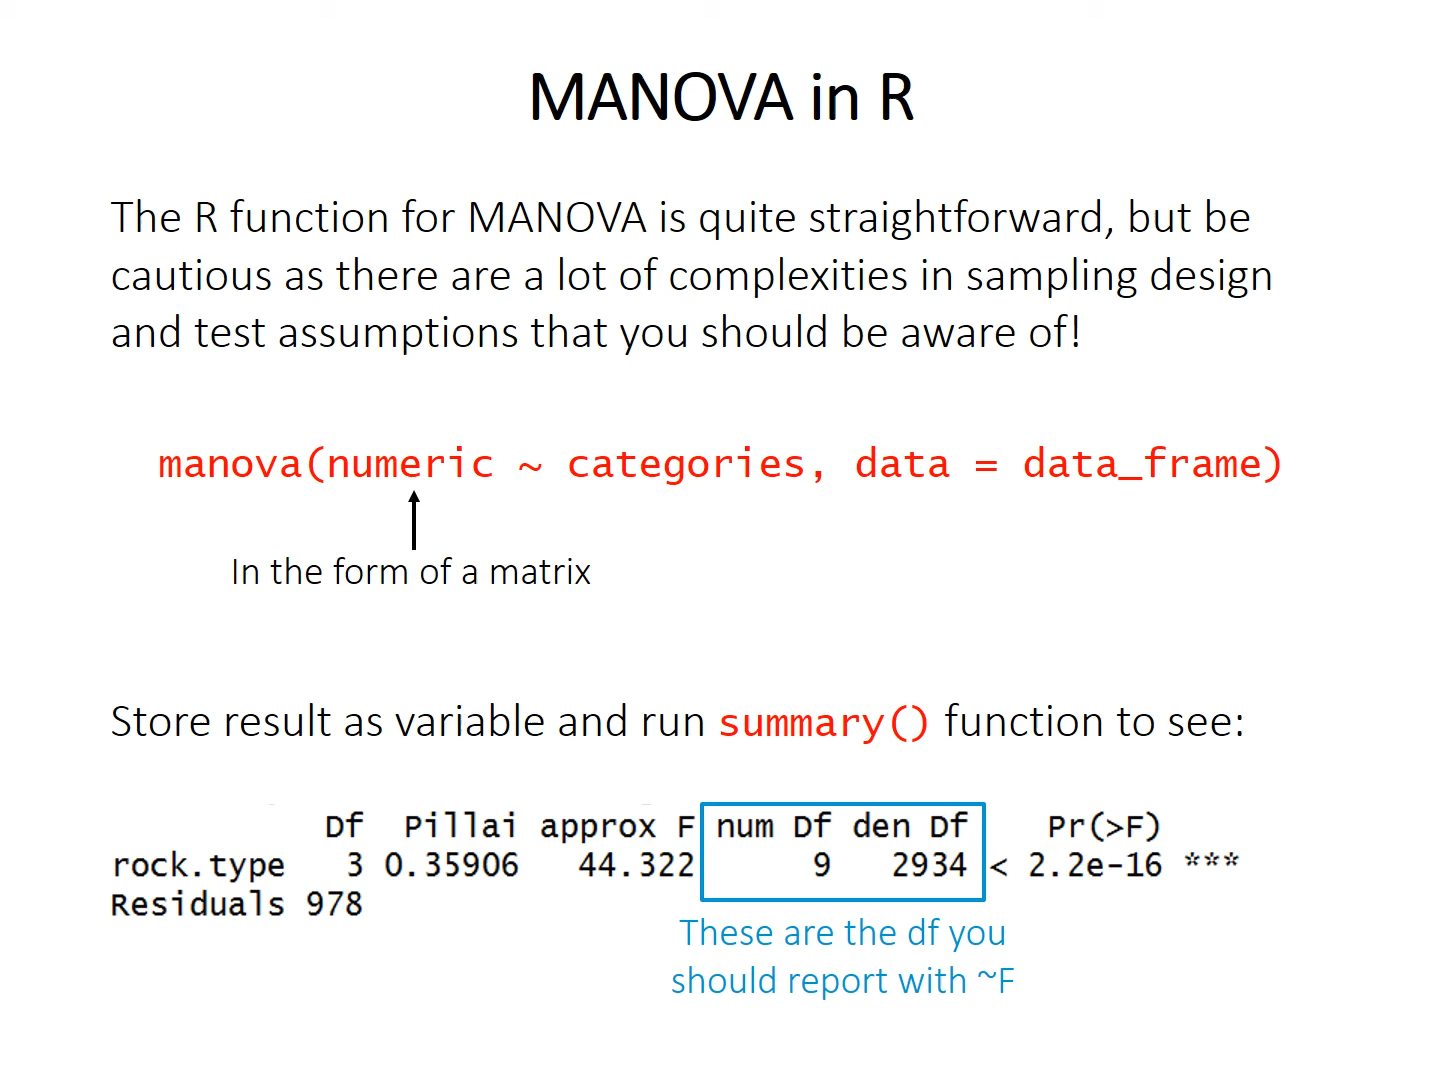 MANOVA in R
The R function for MANOVA is quite straightforward, but be
cautious as there are a lot of complexities in sampling design
and test assumptions that you should be aware of!
manova(numeric ~ categories, data = data_frame)
In the form of a matrix
Store result as variable and run summary() function to see:
Df Pillai approx F num Df den Df Pr(>F)
rock.type 3 0.35906 44.322 9 2934 < 2.2e-16 ***
Residuals 978
These are the df you
should report with ~F